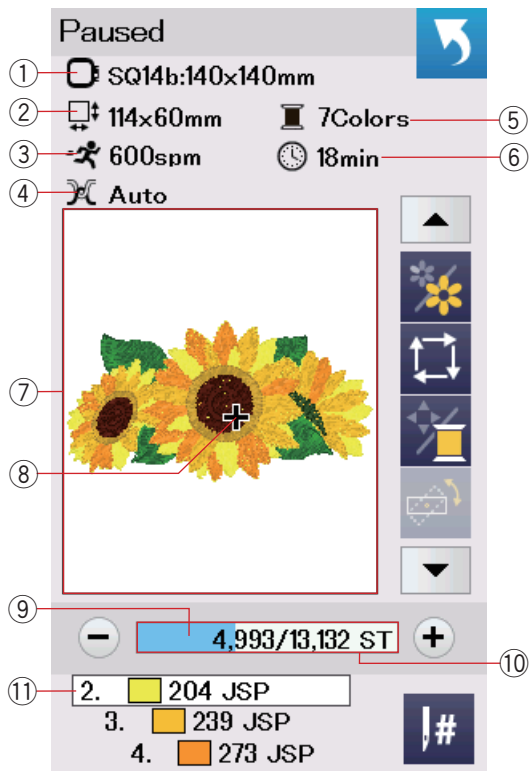 Paused
① SQ14b:140x140mm
② 114x60mm 7Colors ⑤
③ 600spm 18min ⑥
④ Auto
⑦
⑧
⑨
4,993/13,132 ST
⑩
⑪ 2. 204 JSP
3. 239 JSP
4. 273 JSP
#